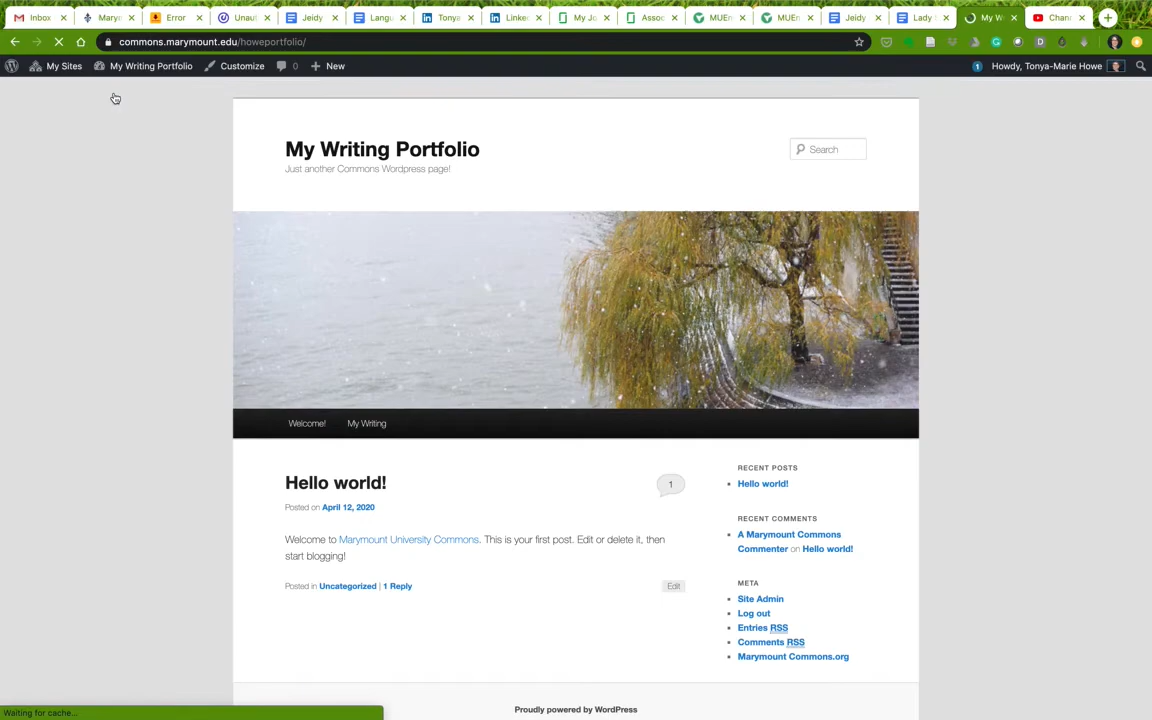 Inbox
Marym
Error
Unaut
Jeidy
Langu
Tonya
Linke
My Jo
Assoc
MUEn
MUEn
Jeidy
Lady
My W
Chan
commons.marymount.edu/howeportfolio/
My Sites My Writing Portfolio Customize 0 New 1 Howdy, Tonya-Marie Howe
My Writing Portfolio
Just another Commons Wordpress page!
Search
Welcome! My Writing
Hello world!
1
Posted on April 12, 2020
Welcome to Marymount University Commons. This is your first post. Edit or delete it, then
start blogging!
Posted in Uncategorized | 1 Reply
Edit
RECENT POSTS
Hello world!
RECENT COMMENTS
A Marymount Commons
Commenter on Hello world!
META
Site Admin
Log out
Entries RSS
Comments RSS
Marymount Commons.org
Proudly powered by WordPress
Waiting for cache...